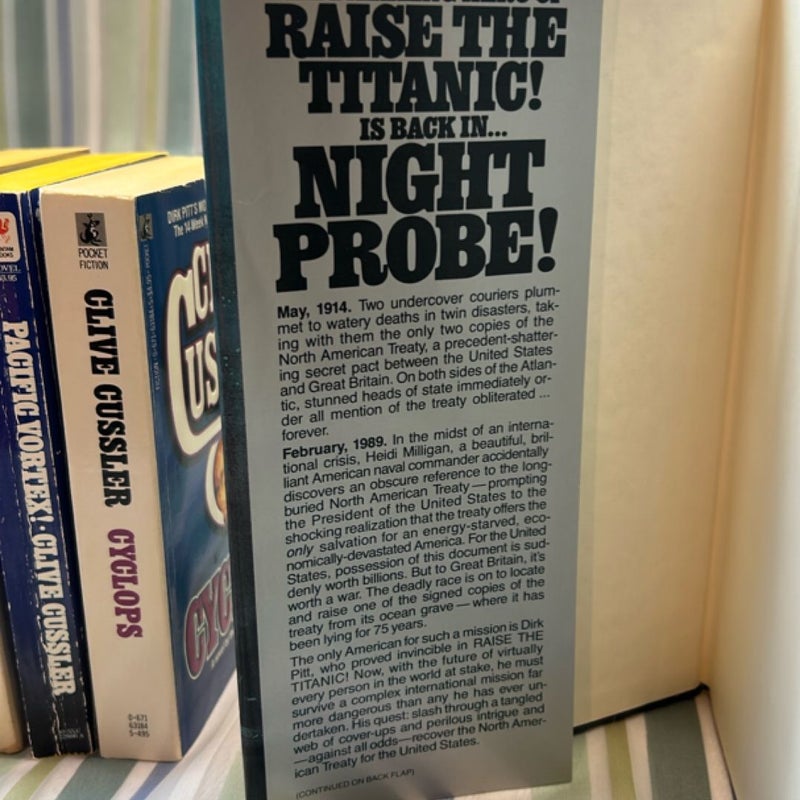 RAISE THE
TITANIC!
IS BACK IN...
NIGHT
PROBE!
May, 1914. Two undercover couriers plum-
met to watery deaths in twin disasters, tak-
ing with them the only two copies of the
North American Treaty, a precedent-shatter-
ing secret pact between the United States
and Great Britain. On both sides of the Atlan-
tic, stunned heads of state immediately or-
der all mention of the treaty obliterated ...
forever.
February, 1989. In the midst of an interna-
tional crisis, Heidi Milligan, a beautiful, bril-
liant American naval commander accidentally
discovers an obscure reference to the long-
buried North American Treaty — prompting
the President of the United States to the
shocking realization that the treaty offers the
only salvation for an energy-starved, eco-
nomically-devastated America. For the United
States, possession of this document is sud-
denly worth billions. But to Great Britain, it's
worth a war. The deadly race is on to locate
and raise one of the signed copies of the
treaty from its ocean grave — where it has
been lying for 75 years.
The only American for such a mission is Dirk
Pitt, who proved invincible in RAISE THE
TITANIC! Now, with the future of virtually
every person in the world at stake, he must
survive a complex international mission far
more dangerous than any he has ever un-
dertaken. His quest: slash through a tangled
web of cover-ups and perilous intrigue and
—against all odds—recover the North Amer-
ican Treaty for the United States.
(CONTINUED ON BACK FLAP)
PACIFIC VORTEX! · CLIVE CUSSLER
POCKET
FICTION
CLIVE CUSSLER CYCLOPS
0-671
63184
5-495
DIRK PITT'S
The 14 Week